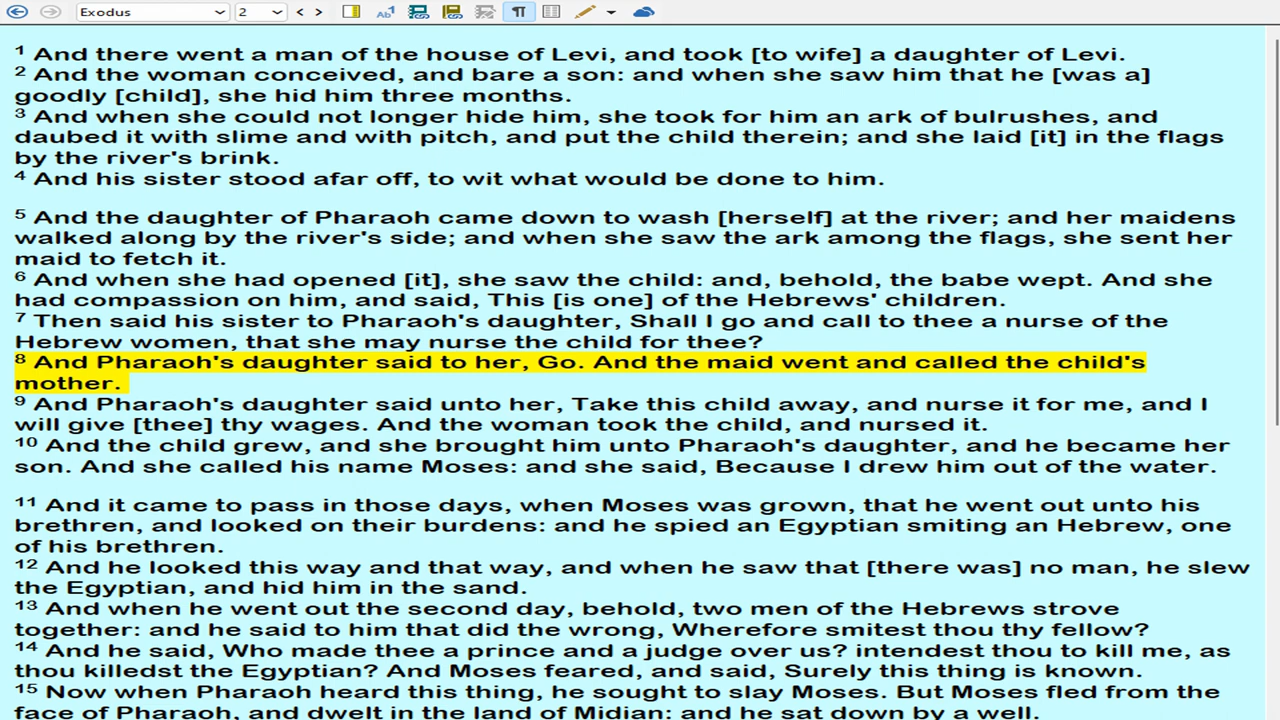 Exodus 2 < > Ab¹ ¶
1 And there went a man of the house of Levi, and took [to wife] a daughter of Levi.
2 And the woman conceived, and bare a son: and when she saw him that he [was a]
goodly [child], she hid him three months.
3 And when she could not longer hide him, she took for him an ark of bulrushes, and
daubed it with slime and with pitch, and put the child therein; and she laid [it] in the flags
by the river's brink.
4 And his sister stood afar off, to wit what would be done to him.
5 And the daughter of Pharaoh came down to wash [herself] at the river; and her maidens
walked along by the river's side; and when she saw the ark among the flags, she sent her
maid to fetch it.
6 And when she had opened [it], she saw the child: and, behold, the babe wept. And she
had compassion on him, and said, This [is one] of the Hebrews' children.
7 Then said his sister to Pharaoh's daughter, Shall I go and call to thee a nurse of the
Hebrew women, that she may nurse the child for thee?
8 And Pharaoh's daughter said to her, Go. And the maid went and called the child's
mother.
9 And Pharaoh's daughter said unto her, Take this child away, and nurse it for me, and I
will give [thee] thy wages. And the woman took the child, and nursed it.
10 And the child grew, and she brought him unto Pharaoh's daughter, and he became her
son. And she called his name Moses: and she said, Because I drew him out of the water.
11 And it came to pass in those days, when Moses was grown, that he went out unto his
brethren, and looked on their burdens: and he spied an Egyptian smiting an Hebrew, one
of his brethren.
12 And he looked this way and that way, and when he saw that [there was] no man, he slew
the Egyptian, and hid him in the sand.
13 And when he went out the second day, behold, two men of the Hebrews strove
together: and he said to him that did the wrong, Wherefore smitest thou thy fellow?
14 And he said, Who made thee a prince and a judge over us? intendest thou to kill me, as
thou killedst the Egyptian? And Moses feared, and said, Surely this thing is known.
15 Now when Pharaoh heard this thing, he sought to slay Moses. But Moses fled from the
face of Pharaoh, and dwelt in the land of Midian: and he sat down by a well.